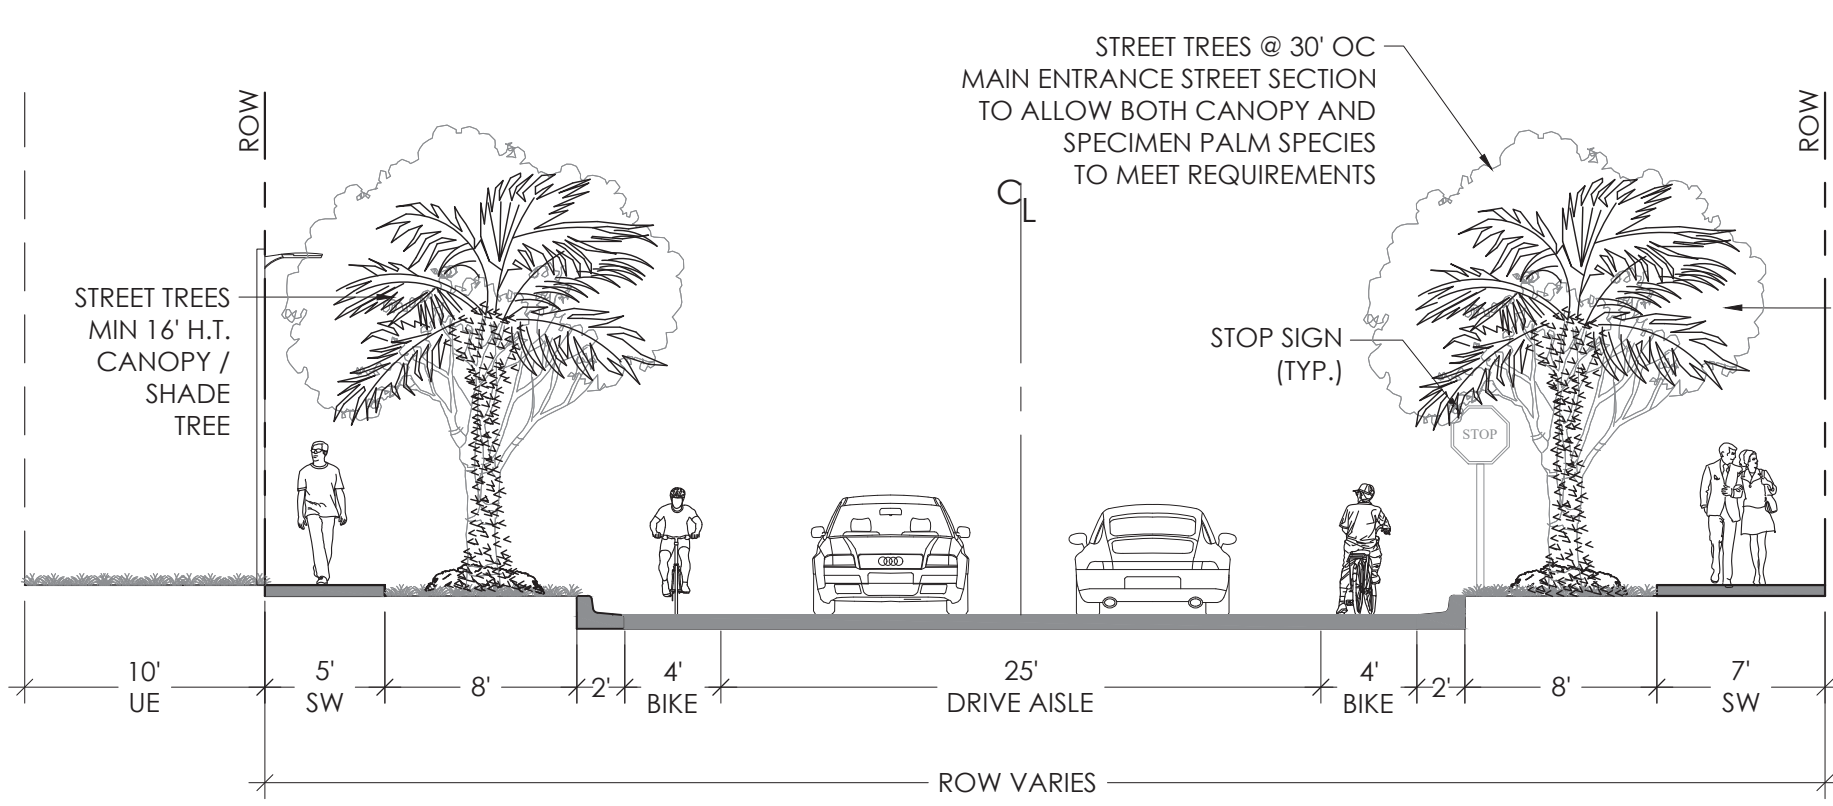 STREET TREES @ 30' OC
MAIN ENTRANCE STREET SECTION
TO ALLOW BOTH CANOPY AND
SPECIMEN PALM SPECIES
TO MEET REQUIREMENTS
ROW
ROW
CL
STREET TREES
MIN 16' H.T.
CANOPY /
SHADE
TREE
STOP SIGN
(TYP.)
STOP
10'
UE
5'
SW
8'
2'
4'
BIKE
25'
DRIVE AISLE
4'
BIKE
2'
8'
7'
SW
ROW VARIES